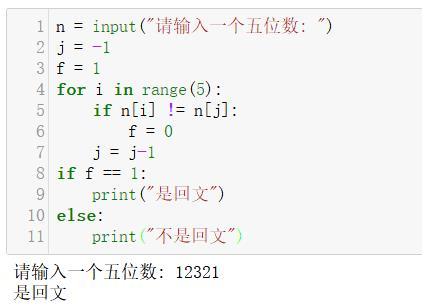 1 n = input("请输入一个五位数: ")
2 j = -1
3 f = 1
4 for i in range(5):
5     if n[i] != n[j]:
6         f = 0
7     j = j-1
8 if f == 1:
9     print("是回文")
10 else:
11     print("不是回文")
请输入一个五位数: 12321
是回文